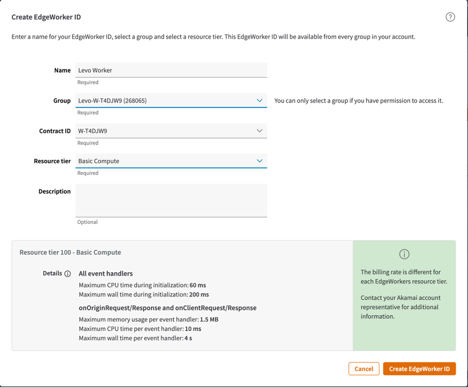 Create EdgeWorker ID
?
Enter a name for your EdgeWorker ID, select a group and select a resource tier. This EdgeWorker ID will be available from every group in your account.
Name
Levo Worker
Required
Group
Levo-W-T4DJW9 (268065)
You can only select a group if you have permission to access it.
Required
Contract ID
W-T4DJW9
Required
Resource tier
Basic Compute
Required
Description
Optional
Resource tier 100 - Basic Compute
Details
All event handlers
Maximum CPU time during initialization: 60 ms
Maximum wall time during initialization: 200 ms
onOriginRequest/Response and onClientRequest/Response
Maximum memory usage per event handler: 1.5 MB
Maximum CPU time per event handler: 10 ms
Maximum wall time per event handler: 4 s
The billing rate is different for
each EdgeWorkers resource tier.
Contact your Akamai account
representative for additional
information.
Cancel
Create EdgeWorker ID